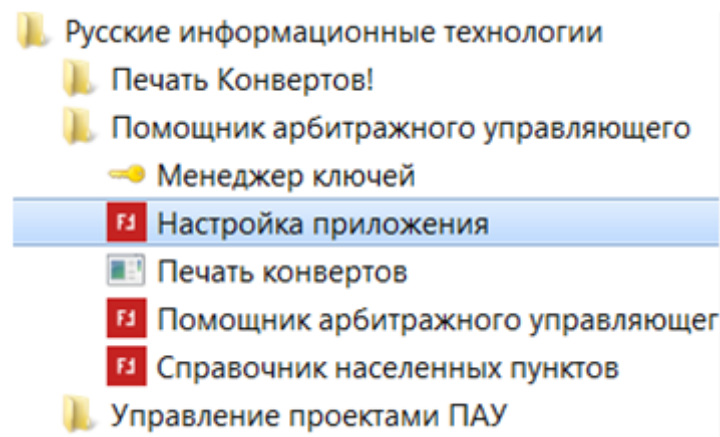 Русские информационные технологии
Печать Конвертов!
Помощник арбитражного управляющего
Менеджер ключей
Настройка приложения
Печать конвертов
Помощник арбитражного управляющег
Справочник населенных пунктов
Управление проектами ПАУ